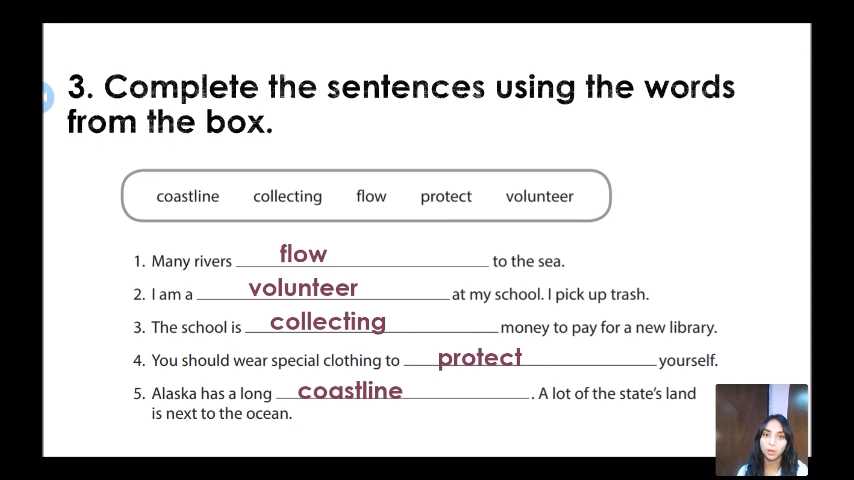 3. Complete the sentences using the words
from the box.
coastline collecting flow protect volunteer
1. Many rivers flow to the sea.
2. I am a volunteer at my school. I pick up trash.
3. The school is collecting money to pay for a new library.
4. You should wear special clothing to protect yourself.
5. Alaska has a long coastline. A lot of the state's land
is next to the ocean.